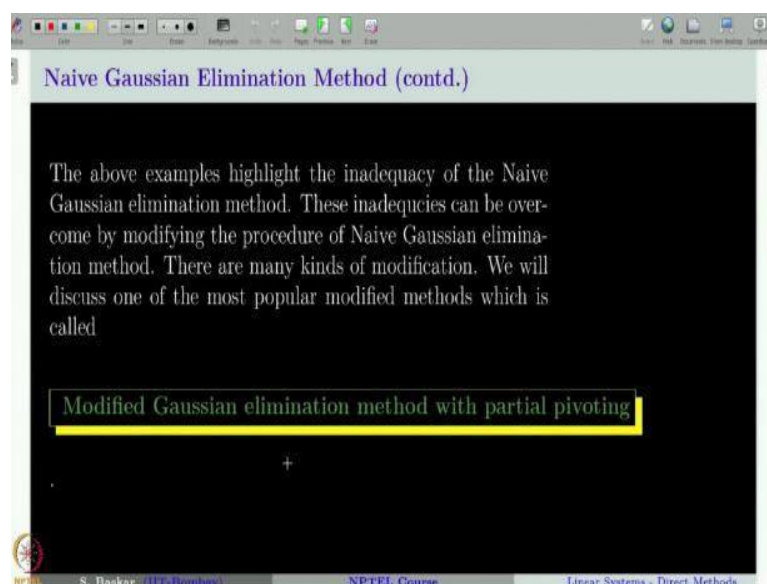 Naive Gaussian Elimination Method (contd.)
The above examples highlight the inadequacy of the Naive
Gaussian elimination method. These inadequcies can be over-
come by modifying the procedure of Naive Gaussian elimina-
tion method. There are many kinds of modification. We will
discuss one of the most popular modified methods which is
called
Modified Gaussian elimination method with partial pivoting
S. Baskar (IIT-Bombay) NPTEL Course Linear Systems - Direct Methods